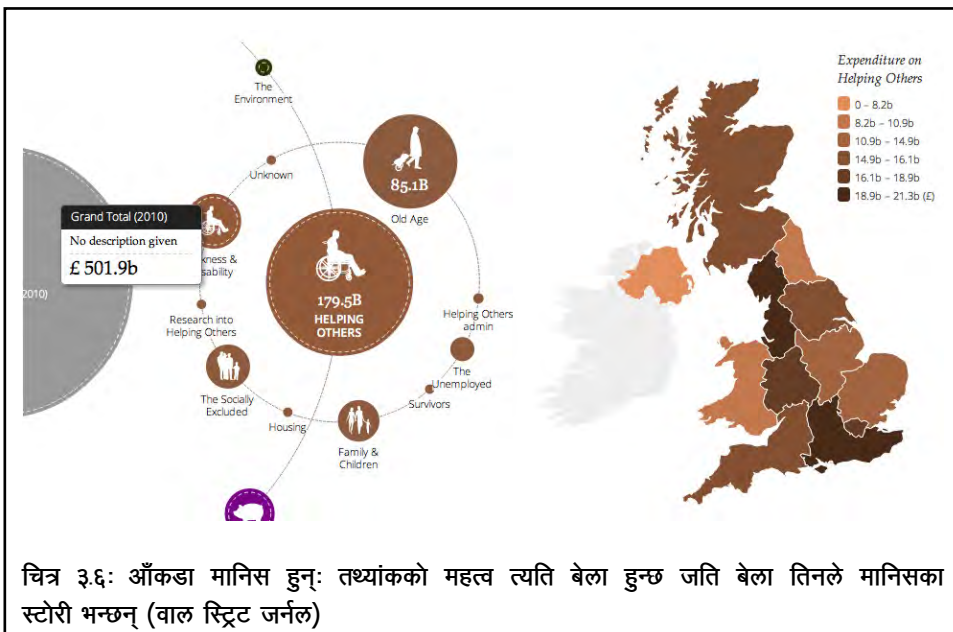 The
Environment
Unknown
85.1B
Old Age
Grand Total (2010)
No description given
£ 501.9b
kness &
sability
2010)
179.5B
HELPING
OTHERS
Research into
Helping Others
Helping Others
admin
The
Unemployed
The Socially
Excluded
Survivors
Housing
Family &
Children
Expenditure on
Helping Others
0 – 8.2b
8.2b – 10.9b
10.9b – 14.9b
14.9b – 16.1b
16.1b – 18.9b
18.9b – 21.3b (£)
चित्र ३.६: आँकडा मानिस हुन्: तथ्यांकको महत्व त्यति बेला हुन्छ जति बेला तिनले मानिसका
स्टोरी भन्छन् (वाल स्ट्रिट जर्नल)